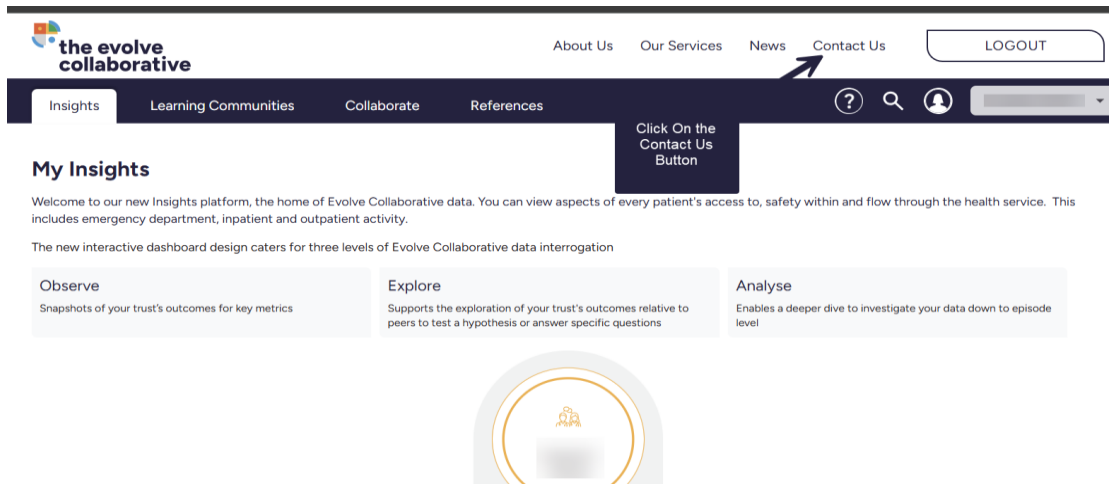 the evolve
collaborative
About Us Our Services News Contact Us LOGOUT
Insights Learning Communities Collaborate References ?
Click On the
Contact Us
Button
My Insights
Welcome to our new Insights platform, the home of Evolve Collaborative data. You can view aspects of every patient's access to, safety within and flow through the health service. This
includes emergency department, inpatient and outpatient activity.
The new interactive dashboard design caters for three levels of Evolve Collaborative data interrogation
Observe
Snapshots of your trust's outcomes for key metrics
Explore
Supports the exploration of your trust's outcomes relative to
peers to test a hypothesis or answer specific questions
Analyse
Enables a deeper dive to investigate your data down to episode
level